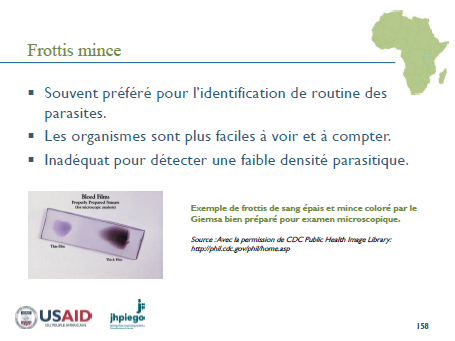 Frottis mince
▪ Souvent préféré pour l'identification de routine des
parasites.
▪ Les organismes sont plus faciles à voir et à compter.
▪ Inadéquat pour détecter une faible densité parasitique.
Blood Films
Properly Prepared Smears
(for microscopic analysis)
Thin Film
Thick Film
Exemple de frottis de sang épais et mince coloré par le
Giemsa bien préparé pour examen microscopique.
Source : Avec la permission de CDC Public Health Image Library:
http://phil.cdc.gov/phil/home.asp
USAID
jhpiego
158